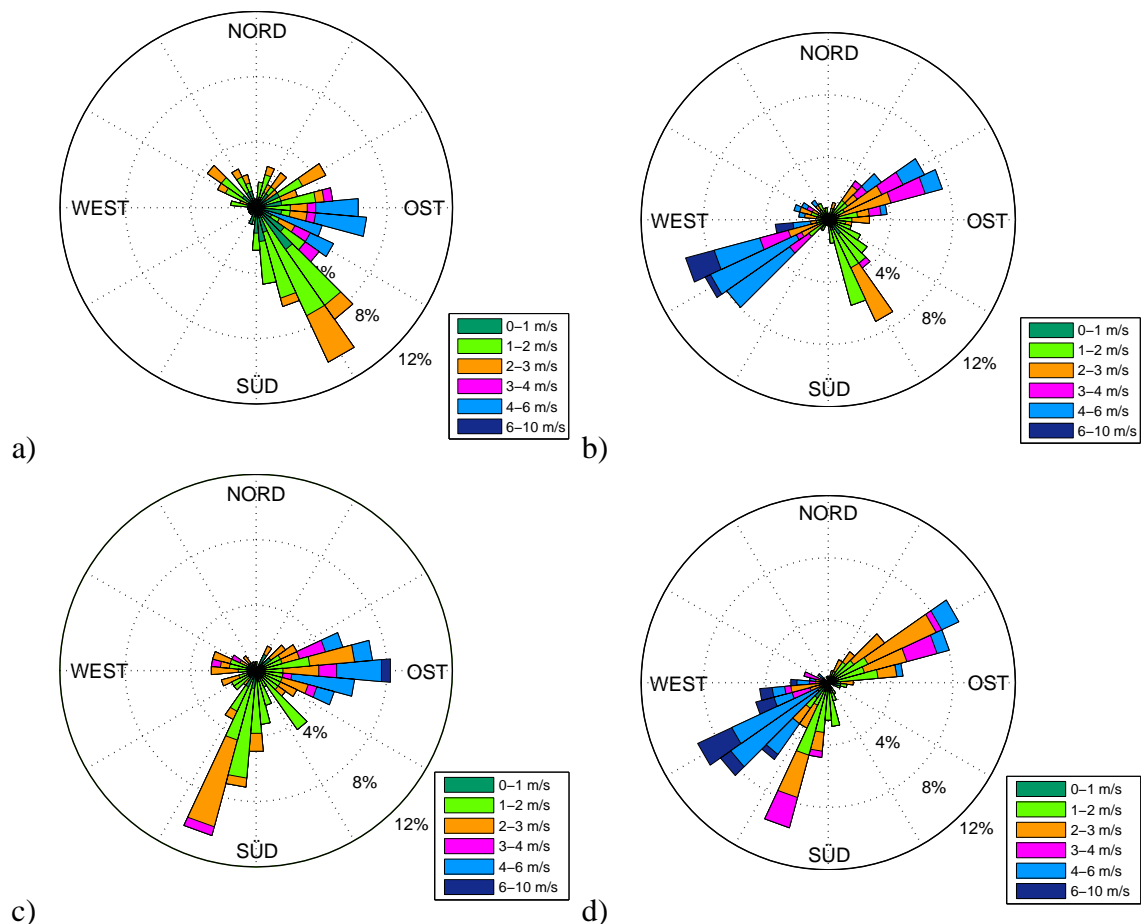 NORD
WEST
OST
SÜD
%
8%
12%
0–1 m/s
1–2 m/s
2–3 m/s
3–4 m/s
4–6 m/s
6–10 m/s
a)
NORD
WEST
OST
SÜD
4%
8%
12%
0–1 m/s
1–2 m/s
2–3 m/s
3–4 m/s
4–6 m/s
6–10 m/s
b)
NORD
WEST
OST
SÜD
4%
8%
12%
0–1 m/s
1–2 m/s
2–3 m/s
3–4 m/s
4–6 m/s
6–10 m/s
c)
NORD
WEST
OST
SÜD
4%
8%
12%
0–1 m/s
1–2 m/s
2–3 m/s
3–4 m/s
4–6 m/s
6–10 m/s
d)